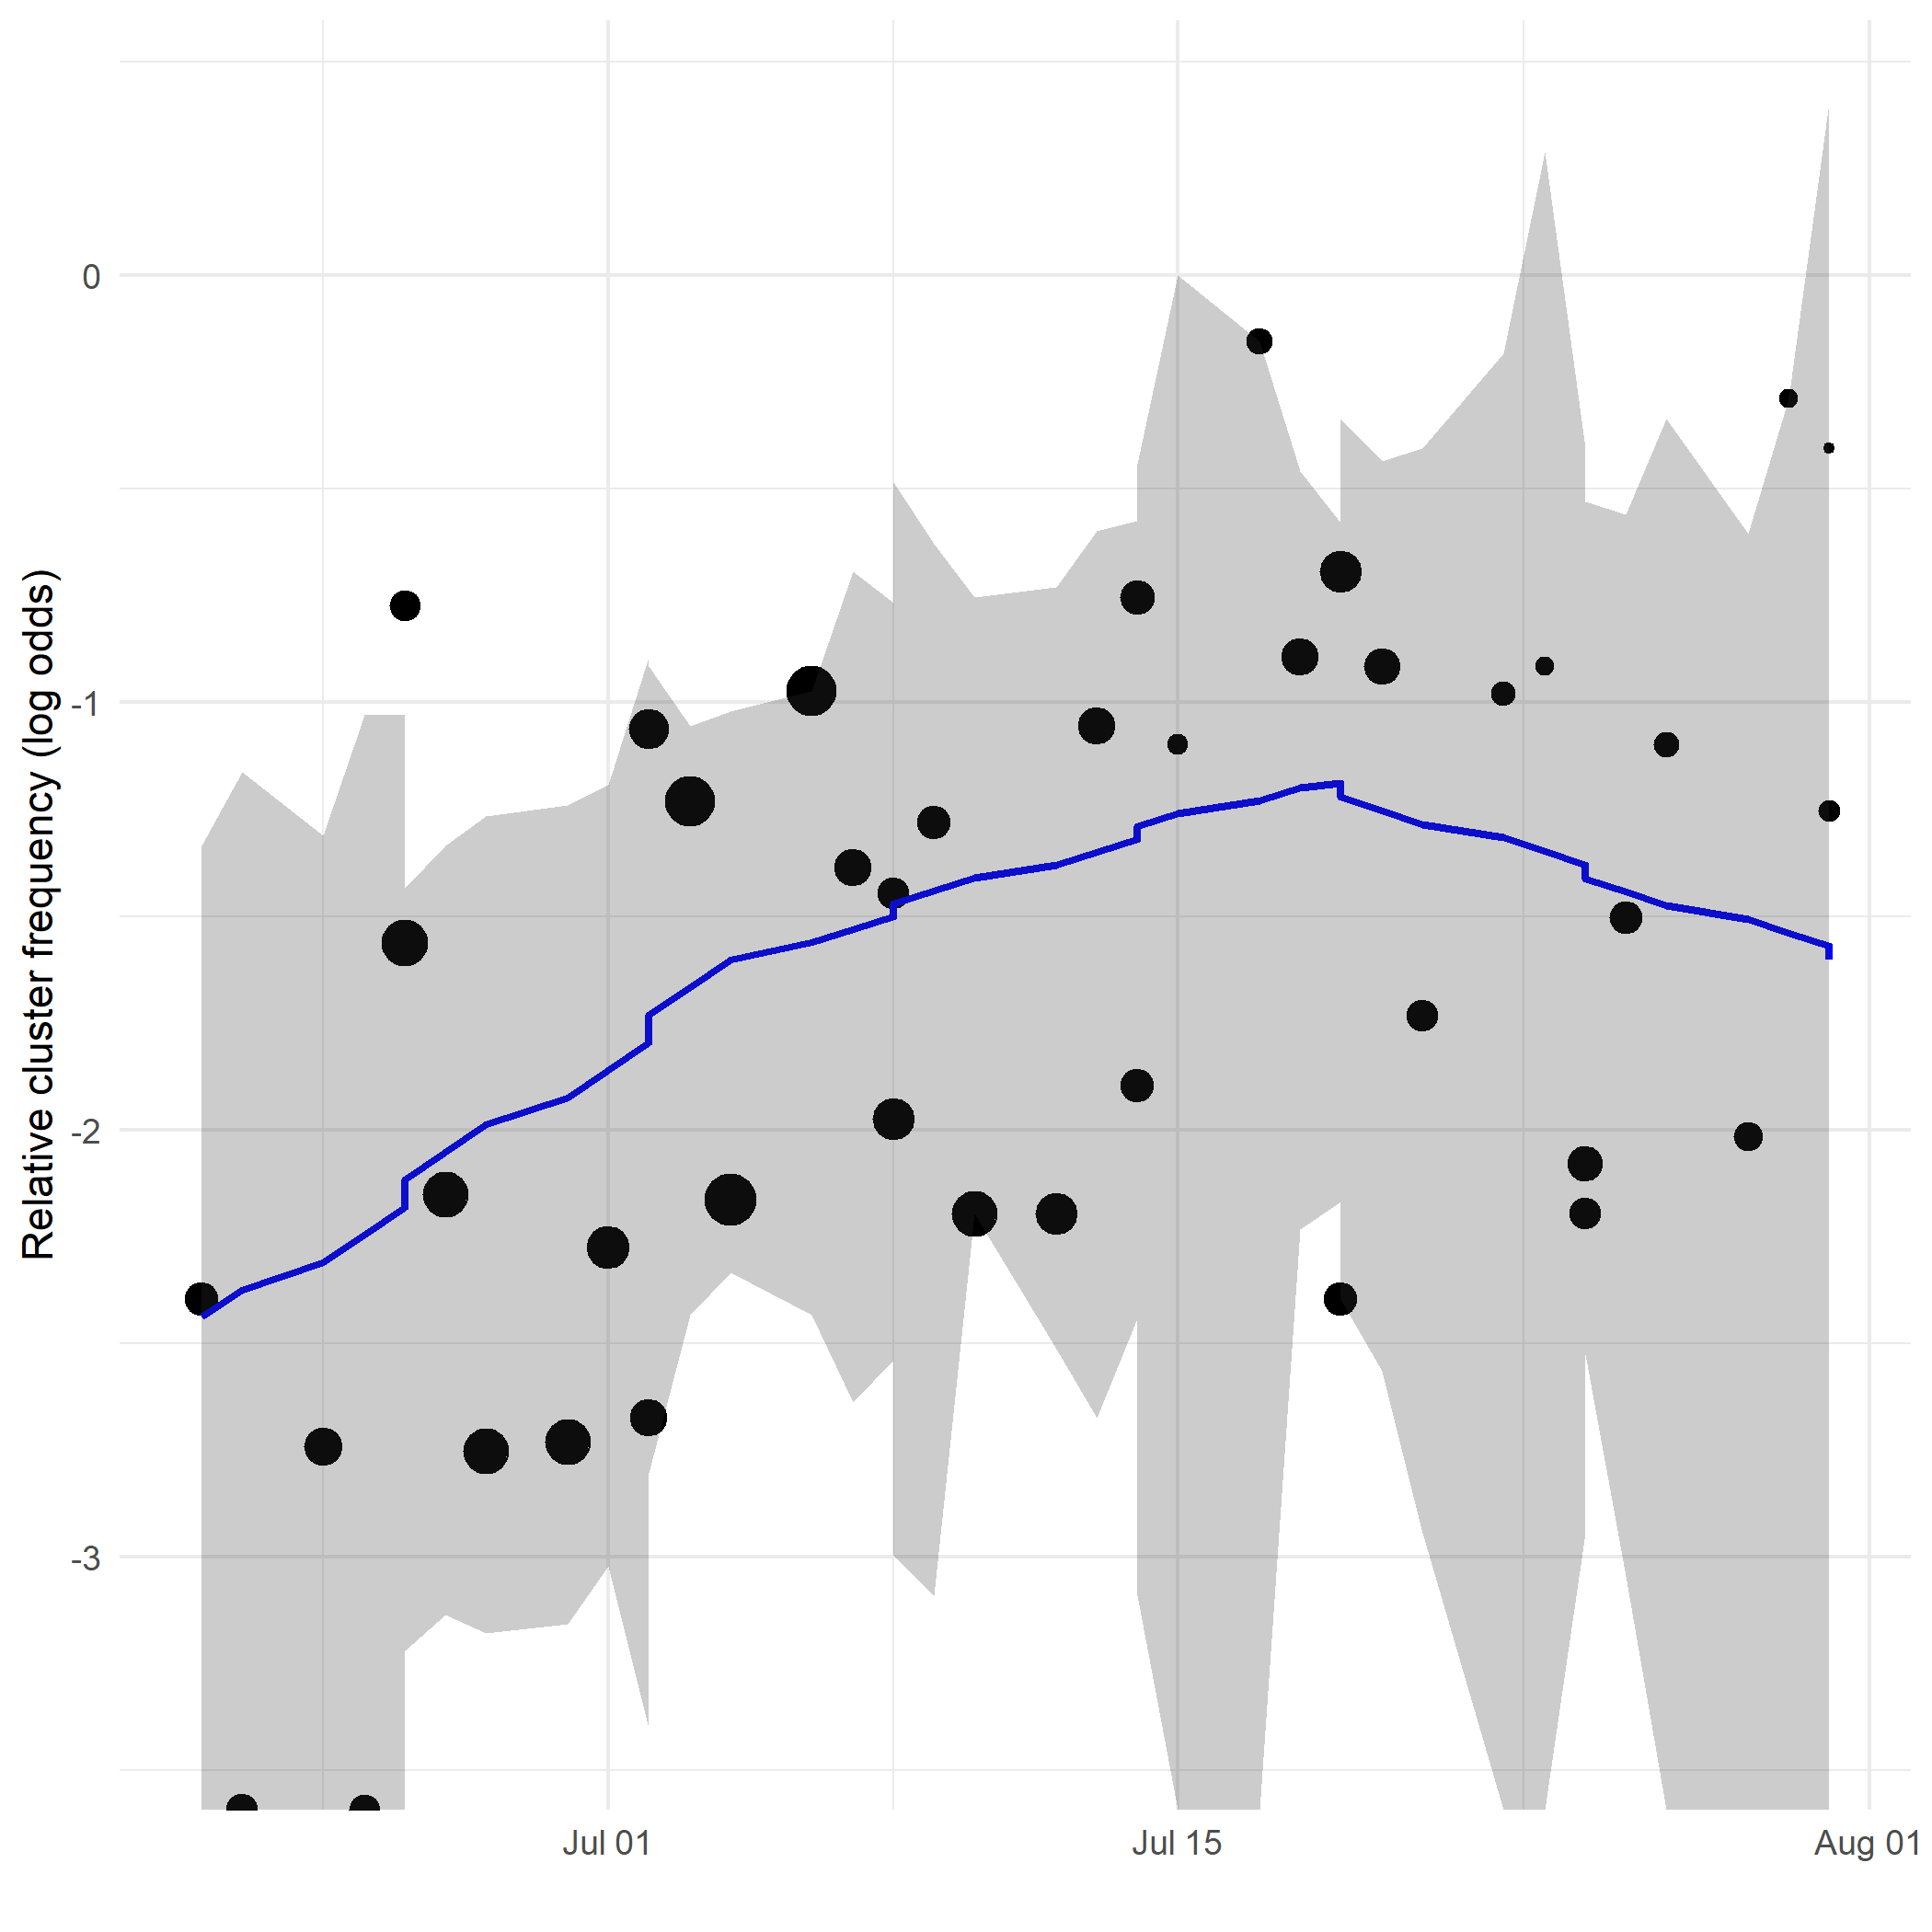 Relative cluster frequency (log odds)
0
-1
-2
-3
Jul 01
Jul 15
Aug 01